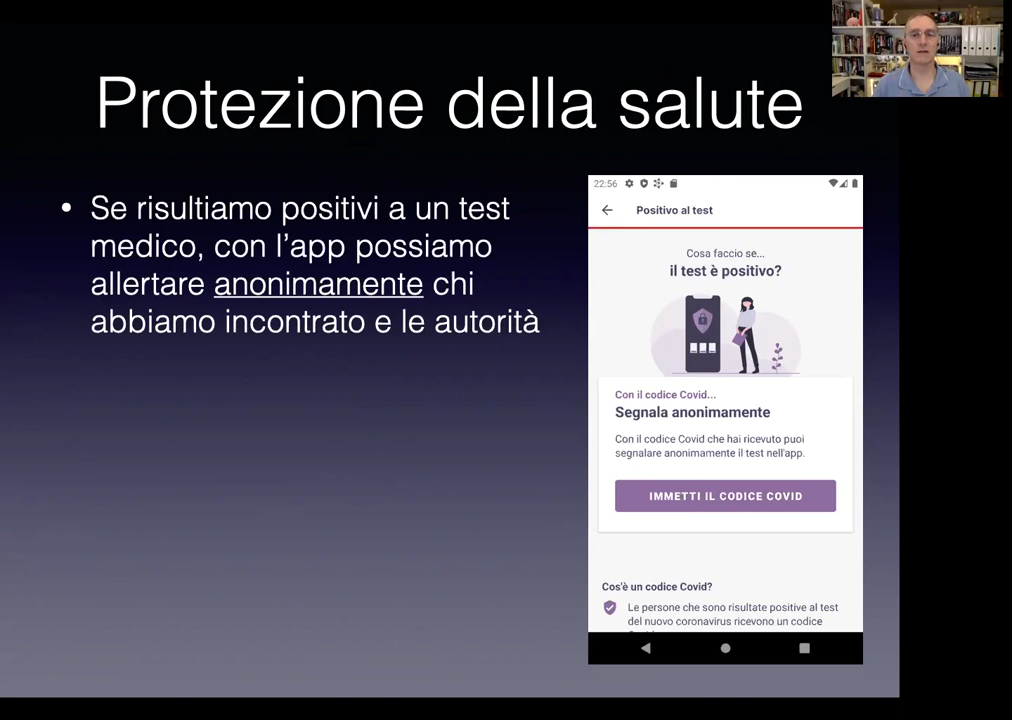 Protezione della salute
• Se risultiamo positivi a un test
medico, con l'app possiamo
allertare anonimamente chi
abbiamo incontrato e le autorità
22:56
Positivo al test
Cosa faccio se...
il test è positivo?
Con il codice Covid...
Segnala anonimamente
Con il codice Covid che hai ricevuto puoi
segnalare anonimamente il test nell'app.
IMMETTI IL CODICE COVID
Cos'è un codice Covid?
Le persone che sono risultate positive al test
del nuovo coronavirus ricevono un codice